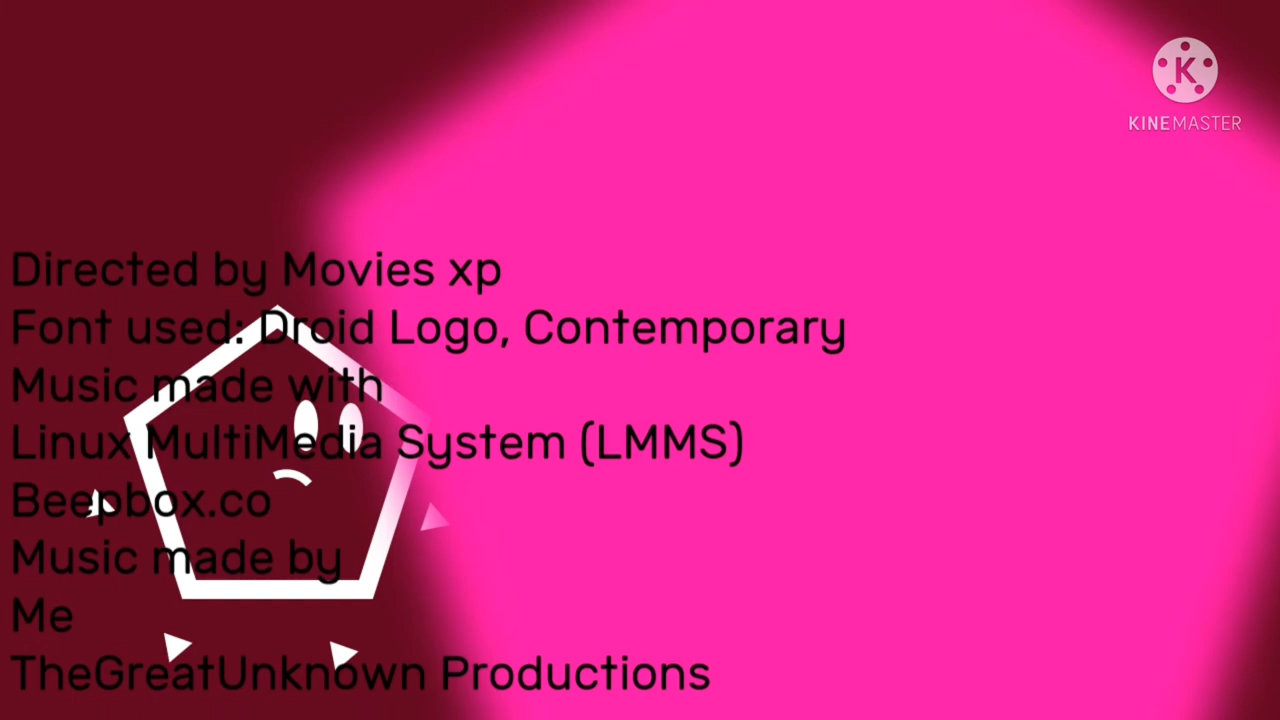 K
KINEMASTER
Directed by Movies xp
Font used: Droid Logo, Contemporary
Music made with
Linux MultiMedia System (LMMS)
Beepbox.co
Music made by
Me
TheGreatUnknown Productions